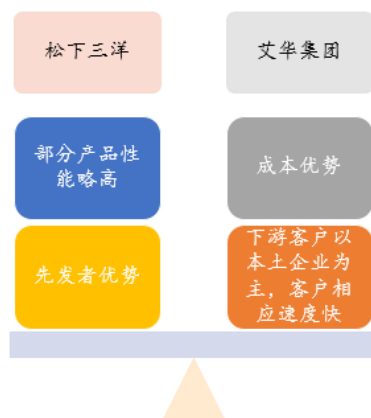 松下三洋
艾华集团
部分产品性
能略高
成本优势
先发者优势
下游客户以
本土企业为
主，客户相
应速度快